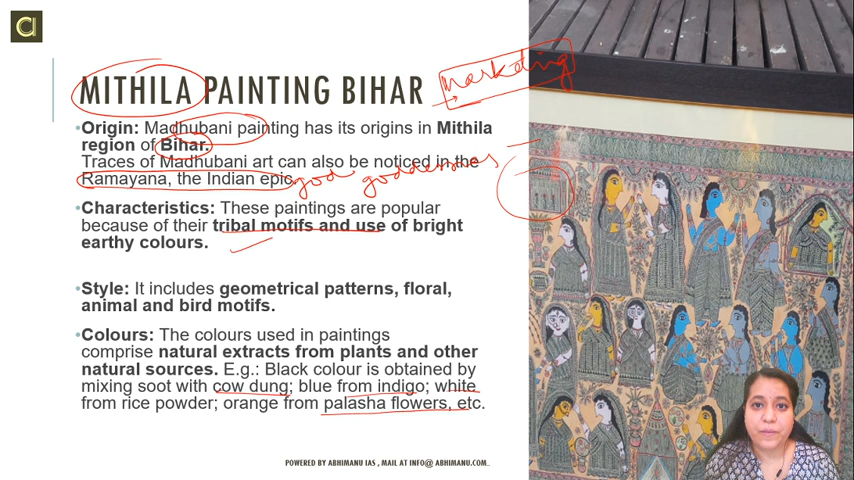 MITHILA PAINTING BIHAR
marketing
Origin: Madhubani painting has its origins in Mithila
region of Bihar.
Traces of Madhubani art can also be noticed in the
Ramayana, the Indian epic.
god goddesses
Characteristics: These paintings are popular
because of their tribal motifs and use of bright
earthy colours.
Style: It includes geometrical patterns, floral,
animal and bird motifs.
Colours: The colours used in paintings
comprise natural extracts from plants and other
natural sources. E.g.: Black colour is obtained by
mixing soot with cow dung; blue from indigo; white
from rice powder; orange from palasha flowers, etc.
POWERED BY ABHIMANU IAS , MAIL AT INFO@ ABHIMANU.COM..